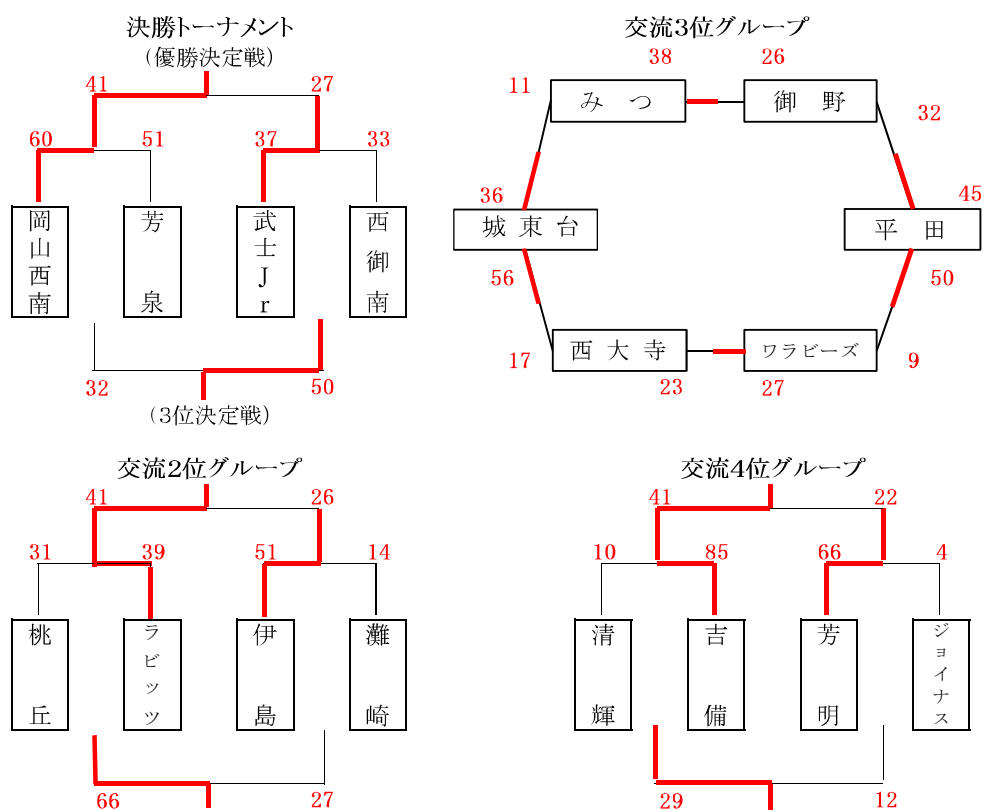 決勝トーナメント
(優勝決定戦)
41 27
60 51 37 33
岡山西南
芳泉
武士Jr
西御南
32 50
(3位決定戦)
交流3位グループ
38 26
11 みつ 御野 32
36 45
城東台 平田
56 50
17 西大寺 ワラビーズ 9
23 27
交流2位グループ
41 26
31 39 51 14
桃丘
ラビッツ
伊島
灘崎
66 27
交流4位グループ
41 22
10 85 66 4
清輝
吉備
芳明
ジョイナス
29 12